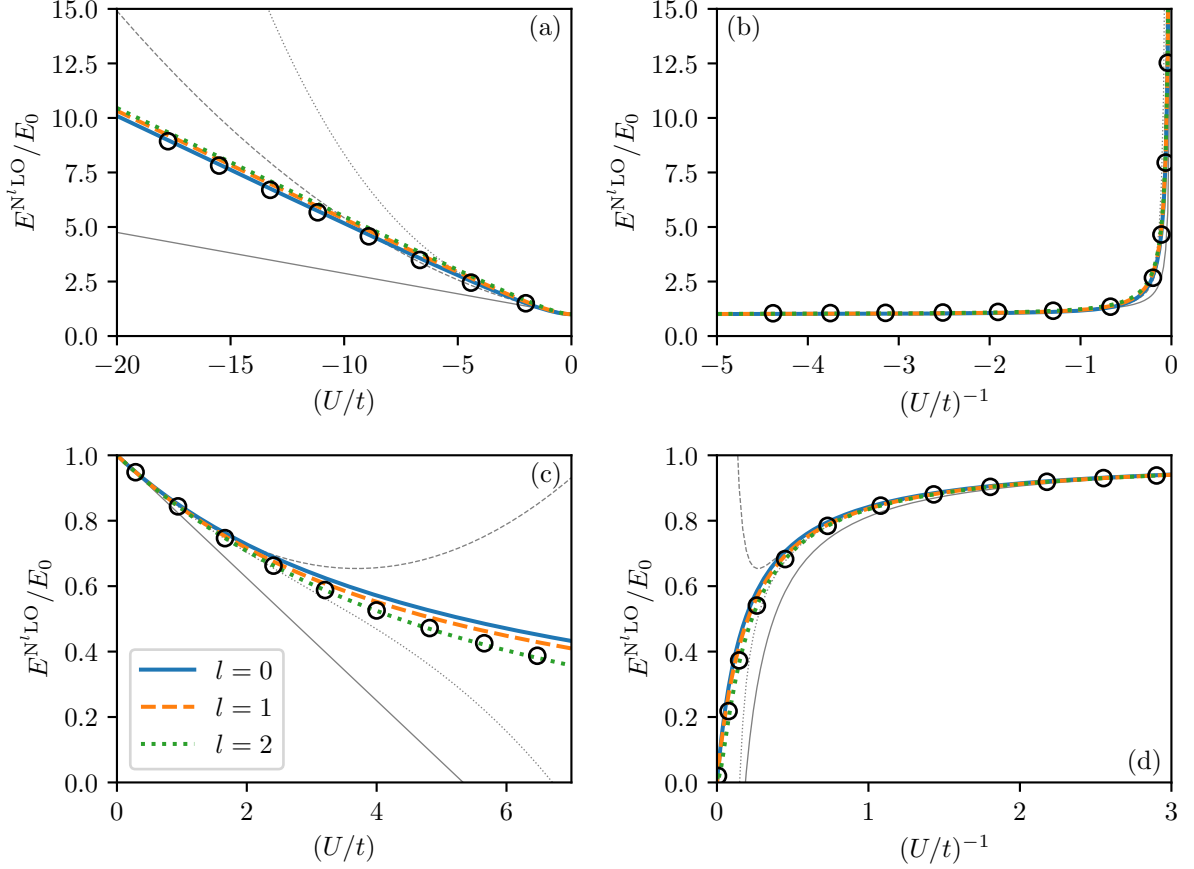 15.0
12.5
10.0
7.5
5.0
2.5
0.0
E^{N^lLO}/E_0
(a)
−20 −15 −10 −5 0
(U/t)
15.0
12.5
10.0
7.5
5.0
2.5
0.0
E^{N^lLO}/E_0
(b)
−5 −4 −3 −2 −1 0
(U/t)^{−1}
1.0
0.8
0.6
0.4
0.2
0.0
E^{N^lLO}/E_0
(c)
l = 0
l = 1
l = 2
0 2 4 6
(U/t)
1.0
0.8
0.6
0.4
0.2
0.0
E^{N^lLO}/E_0
(d)
0 1 2 3
(U/t)^{−1}